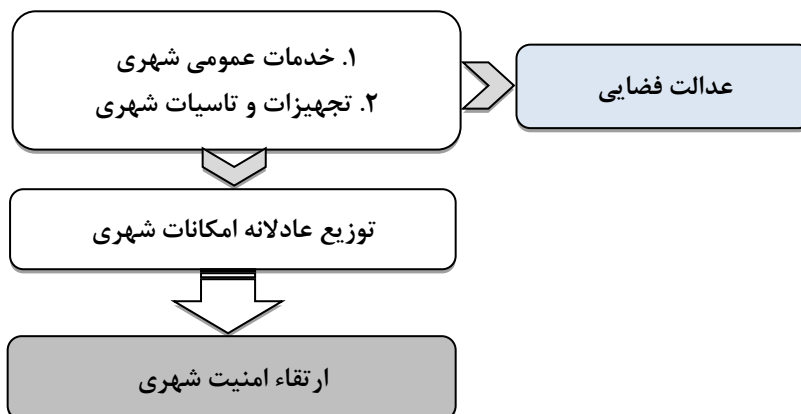 ۱. خدمات عمومی شهری
۲. تجهیزات و تاسیات شهری
عدالت فضایی
توزیع عادلانه امکانات شهری
ارتقاء امنیت شهری